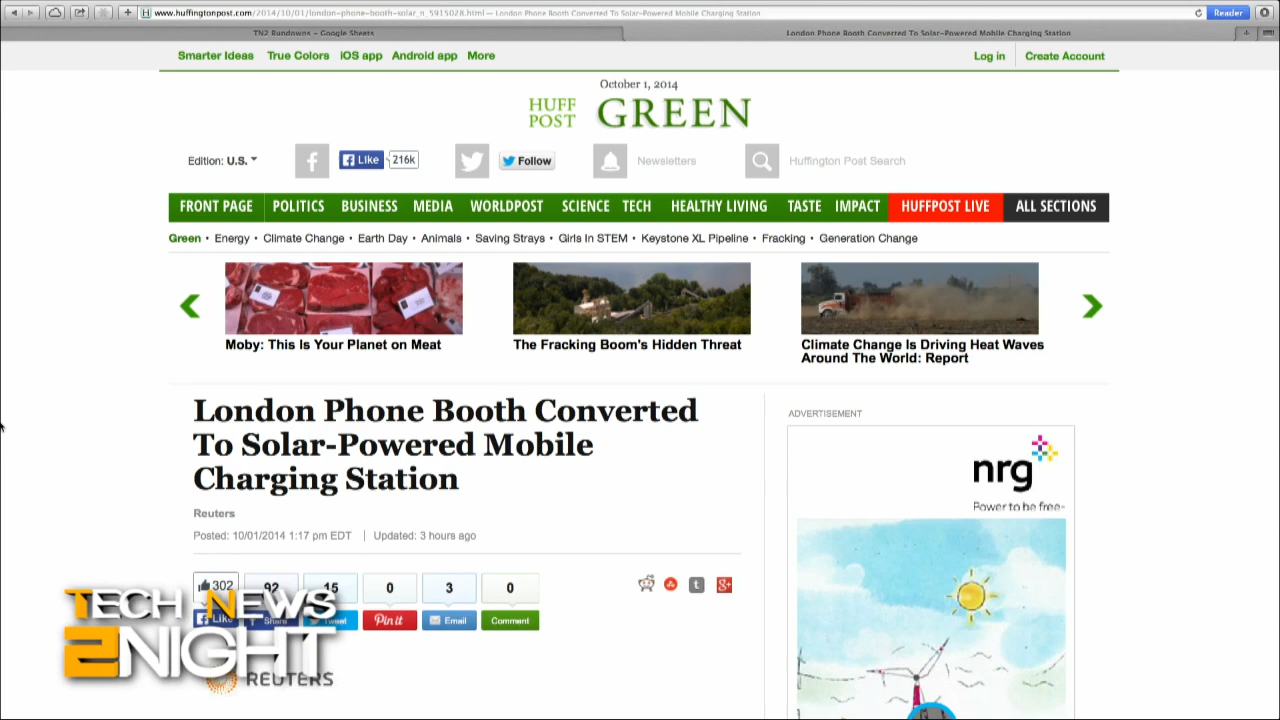 www.huffingtonpost.com/2014/10/01/london-phone-booth-solar_n_5915028.html — London Phone Booth Converted To Solar-Powered Mobile Charging Station
Reader
TN2 Rundowns - Google Sheets
London Phone Booth Converted To Solar-Powered Mobile Charging Station
Smarter Ideas True Colors iOS app Android app More
Log in Create Account
October 1, 2014
HUFF POST GREEN
Edition: U.S.
Like 216k
Follow
Newsletters
Huffington Post Search
FRONT PAGE POLITICS BUSINESS MEDIA WORLDPOST SCIENCE TECH HEALTHY LIVING TASTE IMPACT HUFFPOST LIVE ALL SECTIONS
Green • Energy • Climate Change • Earth Day • Animals • Saving Strays • Girls In STEM • Keystone XL Pipeline • Fracking • Generation Change
Moby: This Is Your Planet on Meat
The Fracking Boom's Hidden Threat
Climate Change Is Driving Heat Waves
Around The World: Report
London Phone Booth Converted
To Solar-Powered Mobile
Charging Station
Reuters
Posted: 10/01/2014 1:17 pm EDT | Updated: 3 hours ago
302 92 15 0 3 0
Like Share Tweet Pin it Email Comment
ADVERTISEMENT
nrg
Power to be free
TECH NEWS
2NIGHT
REUTERS